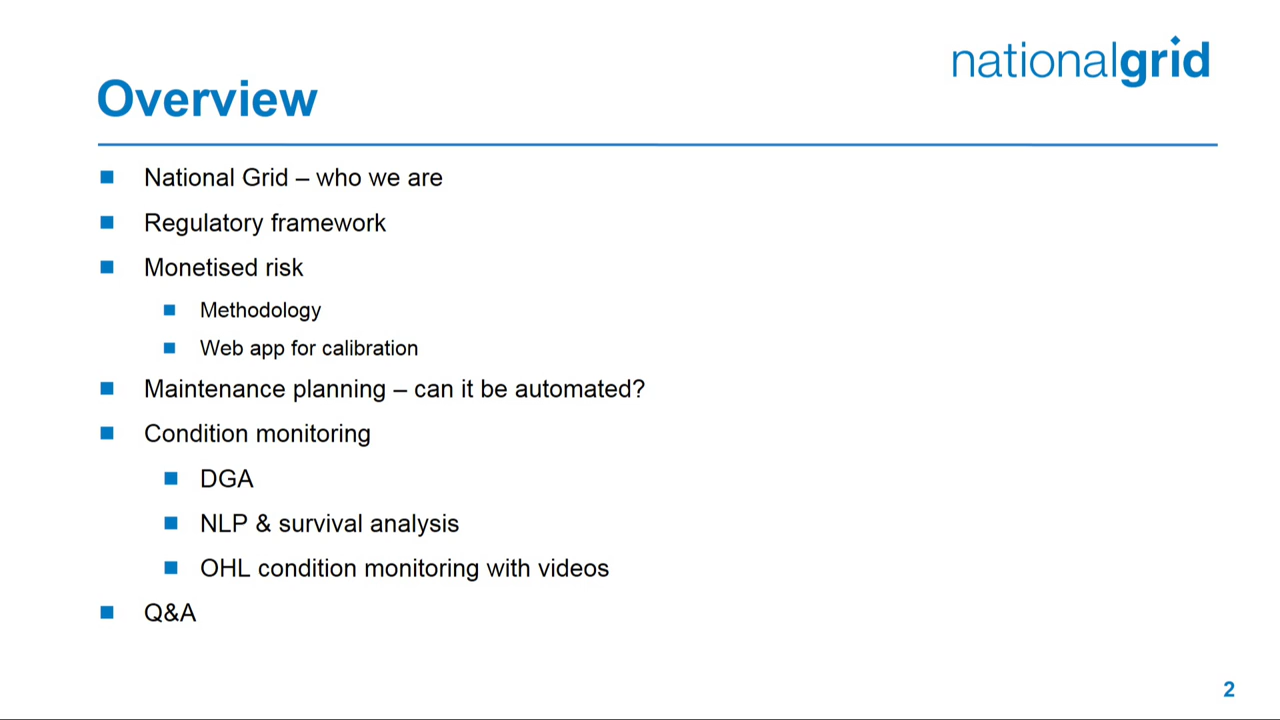 nationalgrid
Overview
National Grid – who we are
Regulatory framework
Monetised risk
Methodology
Web app for calibration
Maintenance planning – can it be automated?
Condition monitoring
DGA
NLP & survival analysis
OHL condition monitoring with videos
Q&A
2